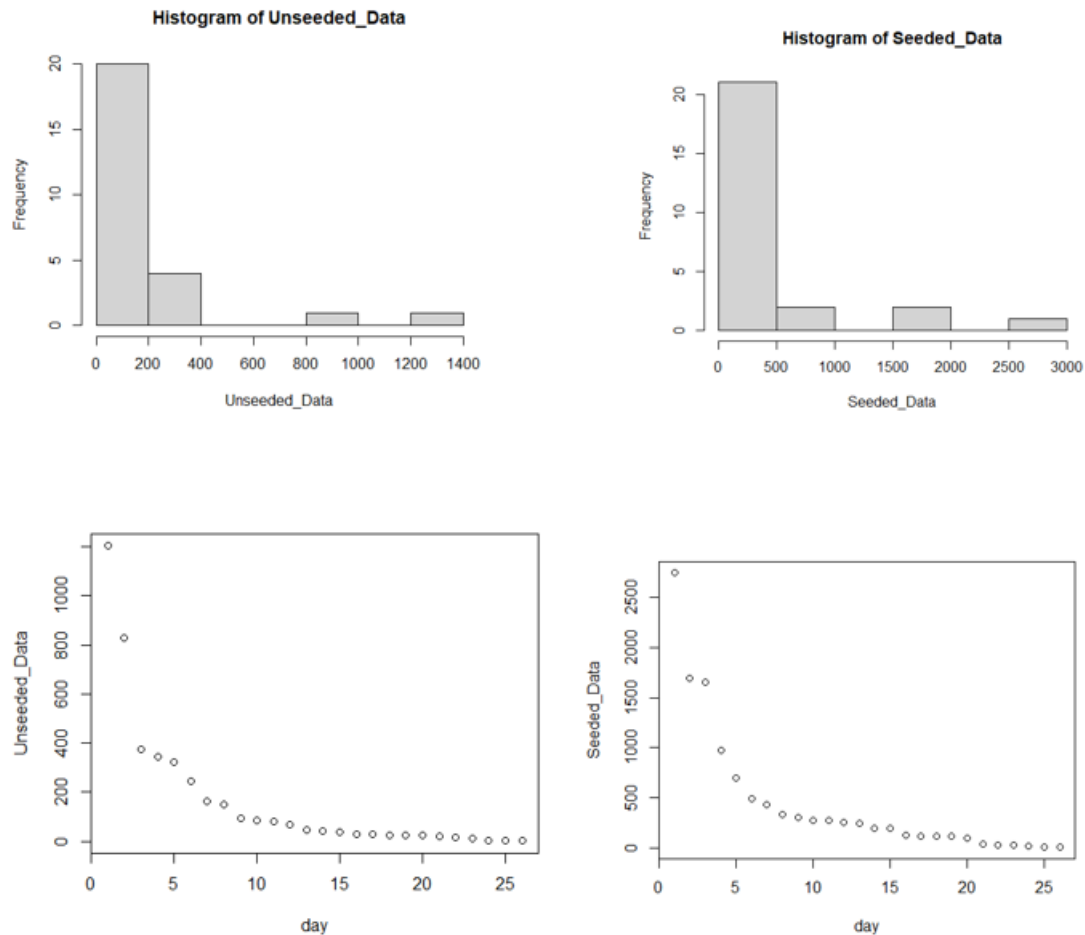 Histogram of Unseeded_Data
Frequency
20
15
10
5
0
0 200 400 600 800 1000 1200 1400
Unseeded_Data
Histogram of Seeded_Data
Frequency
20
15
10
5
0
0 500 1000 1500 2000 2500 3000
Seeded_Data
Unseeded_Data
1000
800
600
400
200
0
0 5 10 15 20 25
day
Seeded_Data
2500
2000
1500
1000
500
0
0 5 10 15 20 25
day